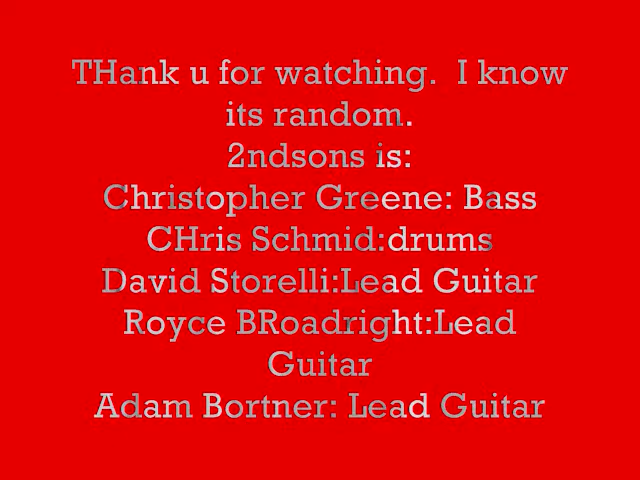 THank u for watching.  I know
its random.
2ndsons is:
Christopher Greene: Bass
CHris Schmid:drums
David Storelli:Lead Guitar
Royce BRoadright:Lead
Guitar
Adam Bortner: Lead Guitar